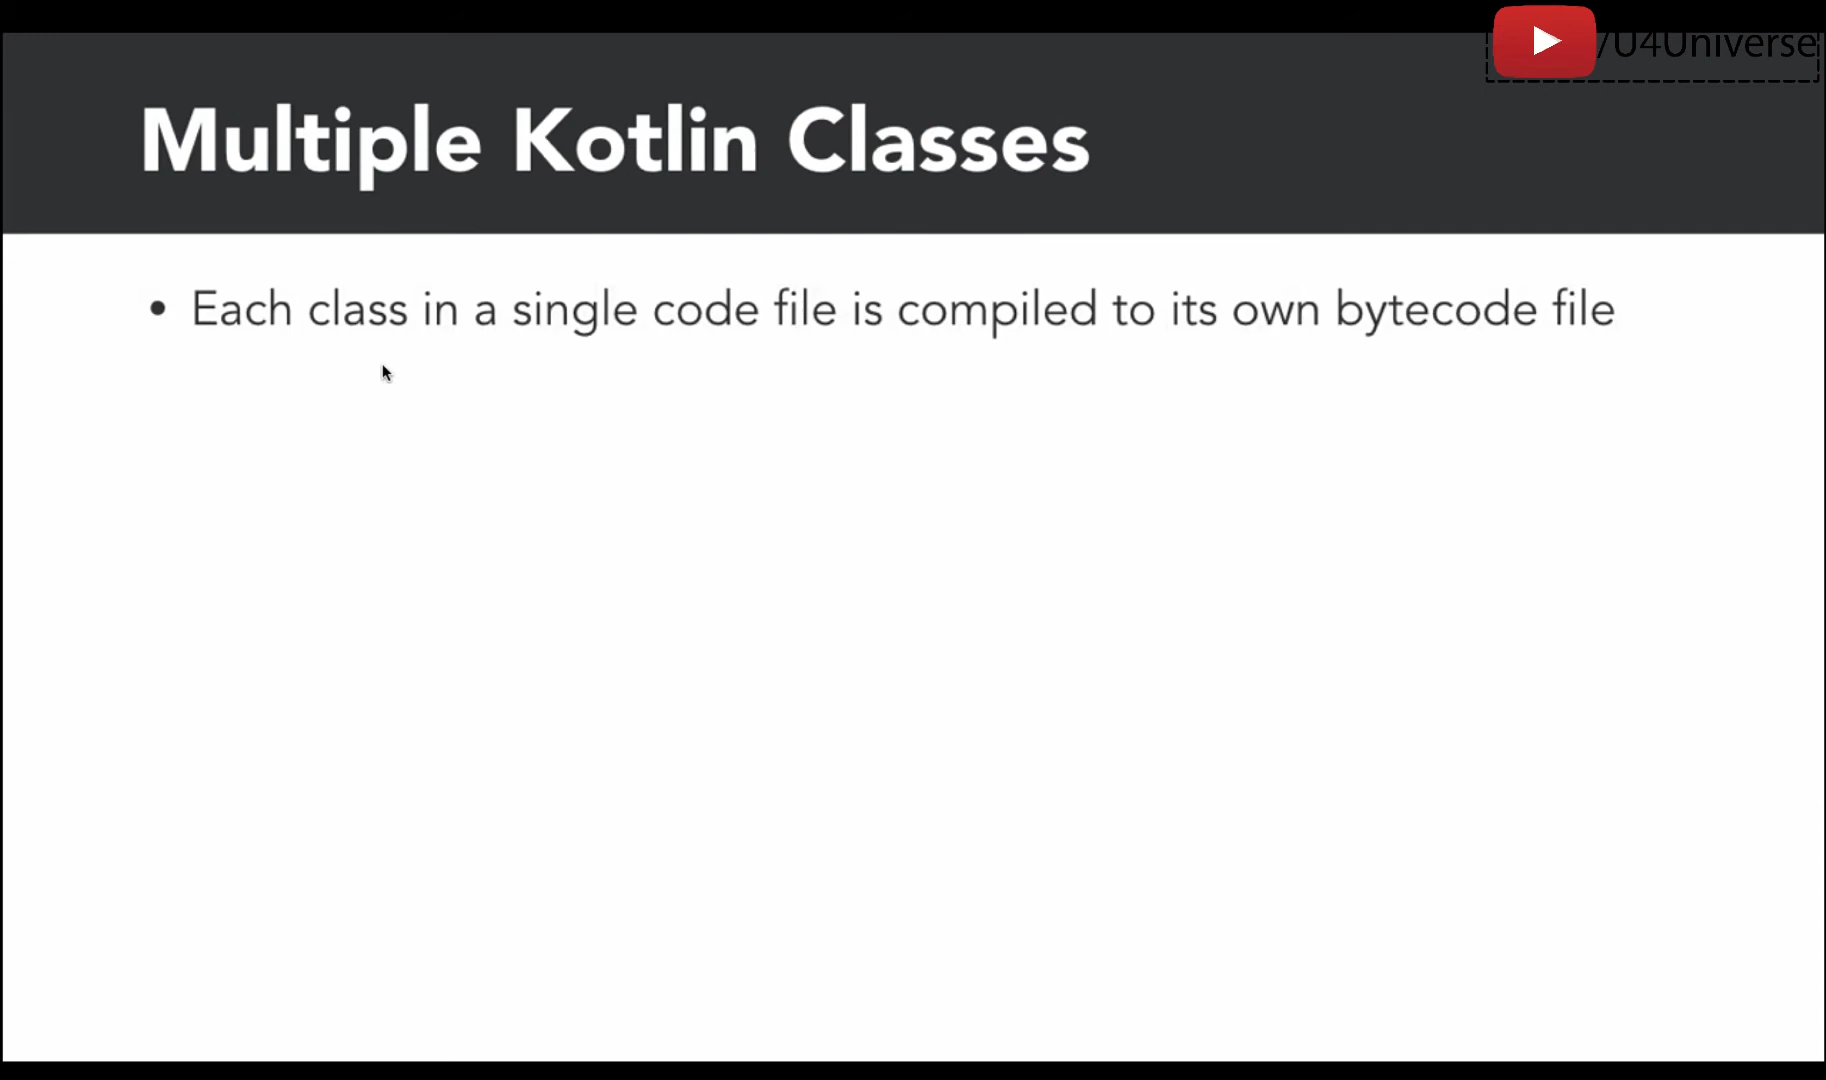 /U4Universe
Multiple Kotlin Classes
• Each class in a single code file is compiled to its own bytecode file